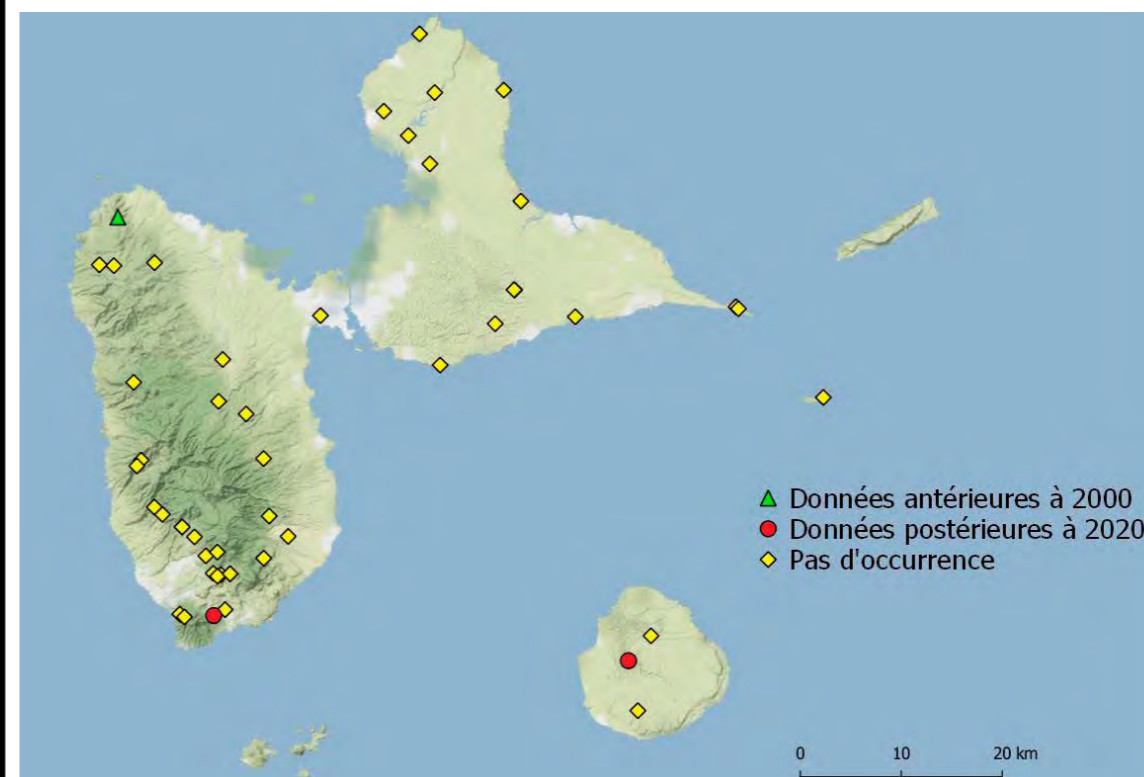 Données antérieures à 2000
Données postérieures à 2020
Pas d'occurrence
0 10 20 km